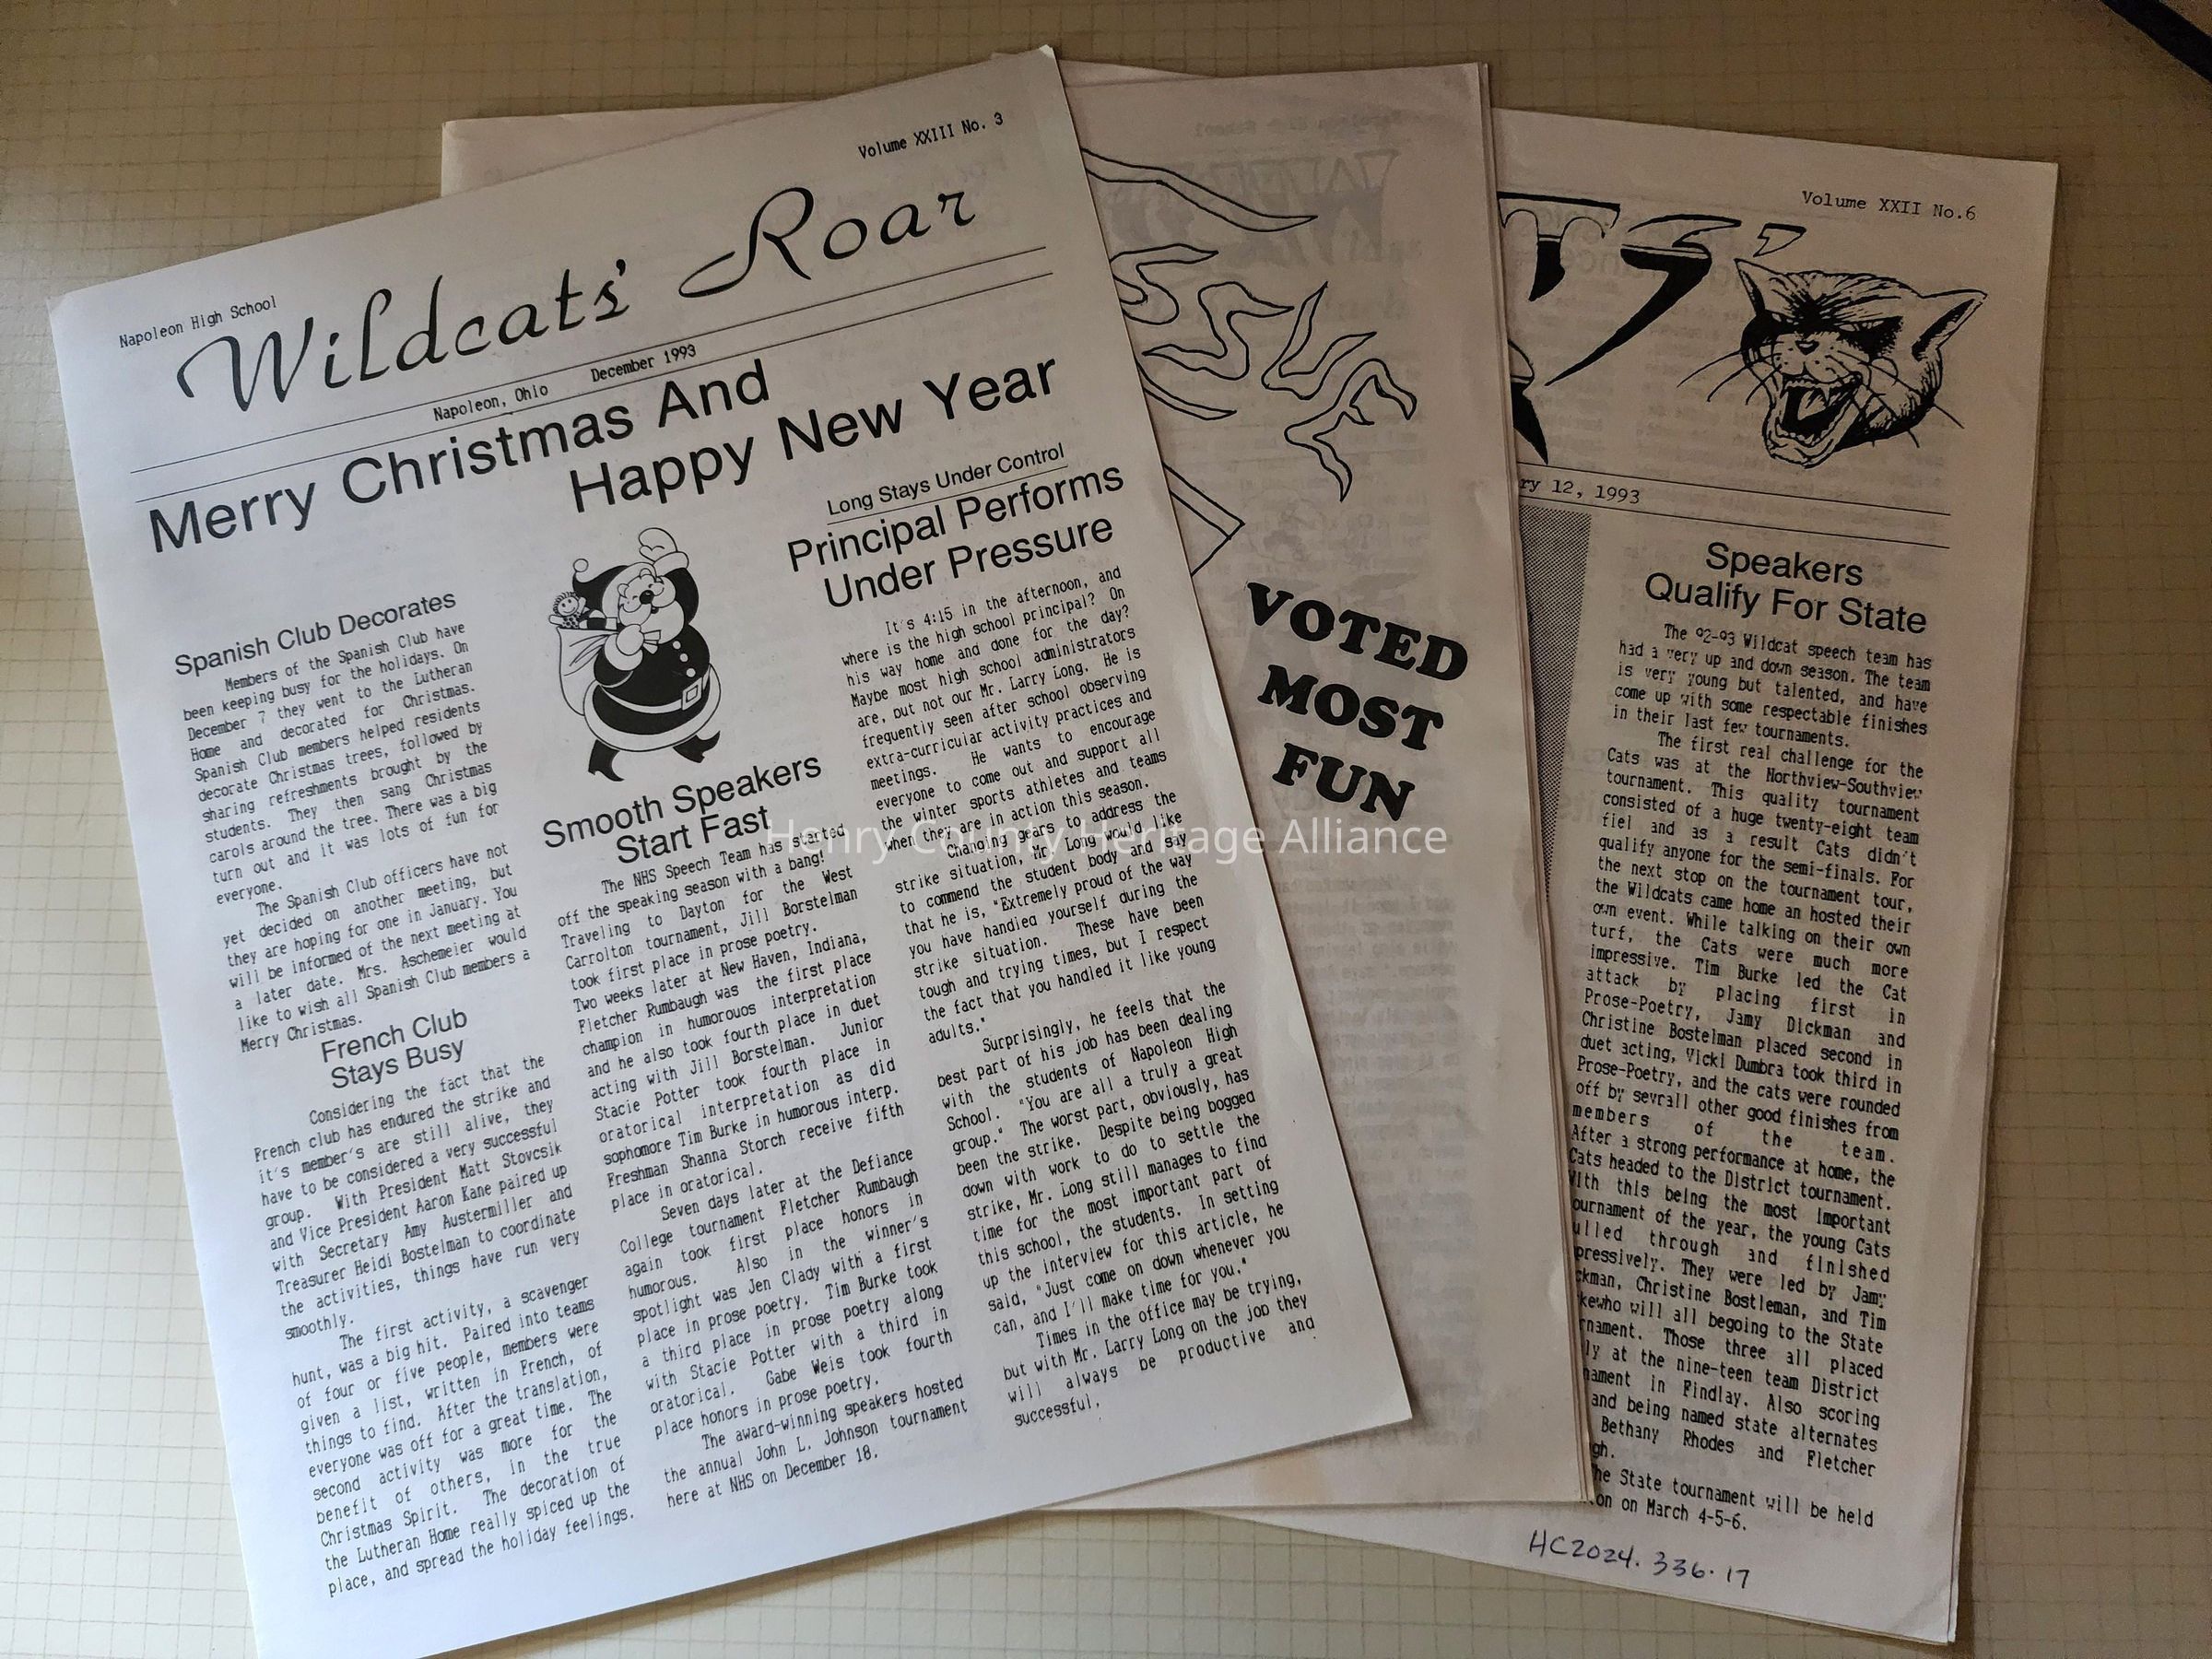 Volume XXIII No. 3
Napoleon High School
Wildcats' Roar
Napoleon, Ohio December 1993
Merry Christmas And
Happy New Year
Spanish Club Decorates
Members of the Spanish Club have
been keeping busy for the holidays. On
December 7 they went to the Lutheran
Home and decorated for Christmas.
Spanish Club members helped residents
decorate Christmas trees, followed by
sharing refreshments brought by the
students. They then sang Christmas
carols around the tree. There was a big
turn out and it was lots of fun for
everyone.
The Spanish Club officers have not
yet decided on another meeting, but
they are hoping for one in January. You
will be informed of the next meeting at
a later date. Mrs. Aschemeier would
like to wish all Spanish Club members a
Merry Christmas.
French Club
Stays Busy
Considering the fact that the
French club has endured the strike and
it's member's are still alive, they
have to be considered a very successful
group. With President Matt Stovcsik
and Vice President Aaron Kane paired up
with Secretary Amy Austermiller and
Treasurer Heidi Bostelman to coordinate
the activities, things have run very
smoothly.
The first activity, a scavenger
hunt, was a big hit. Paired into teams
of four or five people, members were
given a list, written in French, of
things to find. After the translation,
everyone was off for a great time. The
second activity was more for the
benefit of others, in the true
Christmas Spirit. The decoration of
the Lutheran Home really spiced up the
place, and spread the holiday feelings.
Smooth Speakers
Start Fast
The NHS Speech Team has started
off the speaking season with a bang!
Traveling to Dayton for the West
Carrolton tournament, Jill Borstelman
took first place in prose poetry.
Two weeks later at New Haven, Indiana,
Fletcher Rumbaugh was the first place
champion in humorouos interpretation
and he also took fourth place in duet
acting with Jill Borstelman. Junior
Stacie Potter took fourth place in
oratorical interpretation as did
sophomore Tim Burke in humorous interp.
Freshman Shanna Storch receive fifth
place in oratorical.
Seven days later at the Defiance
College tournament Fletcher Rumbaugh
again took first place honors in
humorous. Also in the winner's
spotlight was Jen Clady with a first
place in prose poetry. Tim Burke took
a third place in prose poetry along
with Stacie Potter with a third in
oratorical. Gabe Weis took fourth
place honors in prose poetry.
The award-winning speakers hosted
the annual John L. Johnson tournament
here at NHS on December 18.
Long Stays Under Control
Principal Performs
Under Pressure
It's 4:15 in the afternoon, and
where is the high school principal? On
his way home and done for the day?
Maybe most high school administrators
are, but not our Mr. Larry Long. He is
frequently seen after school observing
extra-curricular activity practices and
meetings. He wants to encourage
everyone to come out and support all
the winter sports athletes and teams
when they are in action this season.
Changing gears to address the
strike situation, Mr. Long would like
to commend the student body and say
that he is, "Extremely proud of the way
you have handled yourself during the
strike situation. These have been
tough and trying times, but I respect
the fact that you handled it like young
adults."
Surprisingly, he feels that the
best part of his job has been dealing
with the students of Napoleon High
School. "You are all a truly a great
group." The worst part, obviously, has
been the strike. Despite being bogged
down with work to do to settle the
strike, Mr. Long still manages to find
time for the most important part of
this school, the students. In setting
up the interview for this article, he
said, "Just come on down whenever you
can, and I'll make time for you."
Times in the office may be trying,
but with Mr. Larry Long on the job they
will always be productive and
successful.
VOTED
MOST
FUN
Volume XXII No.6
TS'
ry 12, 1993
Speakers
Qualify For State
The 92-93 Wildcat speech team has
had a very up and down season. The team
is very young but talented, and have
come up with some respectable finishes
in their last few tournaments.
The first real challenge for the
Cats was at the Northview-Southview
tournament. This quality tournament
consisted of a huge twenty-eight team
fiel and as a result Cats didn't
qualify anyone for the semi-finals. For
the next stop on the tournament tour,
the Wildcats came home an hosted their
own event. While talking on their own
turf, the Cats were much more
impressive. Tim Burke led the Cat
attack by placing first in
Prose-Poetry, Jamy Dickman and
Christine Bostelman placed second in
duet acting, Vicki Dumbra took third in
Prose-Poetry, and the cats were rounded
off by sevrall other good finishes from
members of the team.
After a strong performance at home, the
Cats headed to the District tournament.
With this being the most important
ournament of the year, the young Cats
ulled through and finished
pressively. They were led by Jamy
ckman, Christine Bostleman, and Tim
kewho will all begoing to the State
rnament. Those three all placed
ly at the nine-teen team District
nament in Findlay. Also scoring
and being named state alternates
Bethany Rhodes and Fletcher
gh.
he State tournament will be held
on on March 4-5-6.
HC2024.336.17
Henry County Heritage Alliance